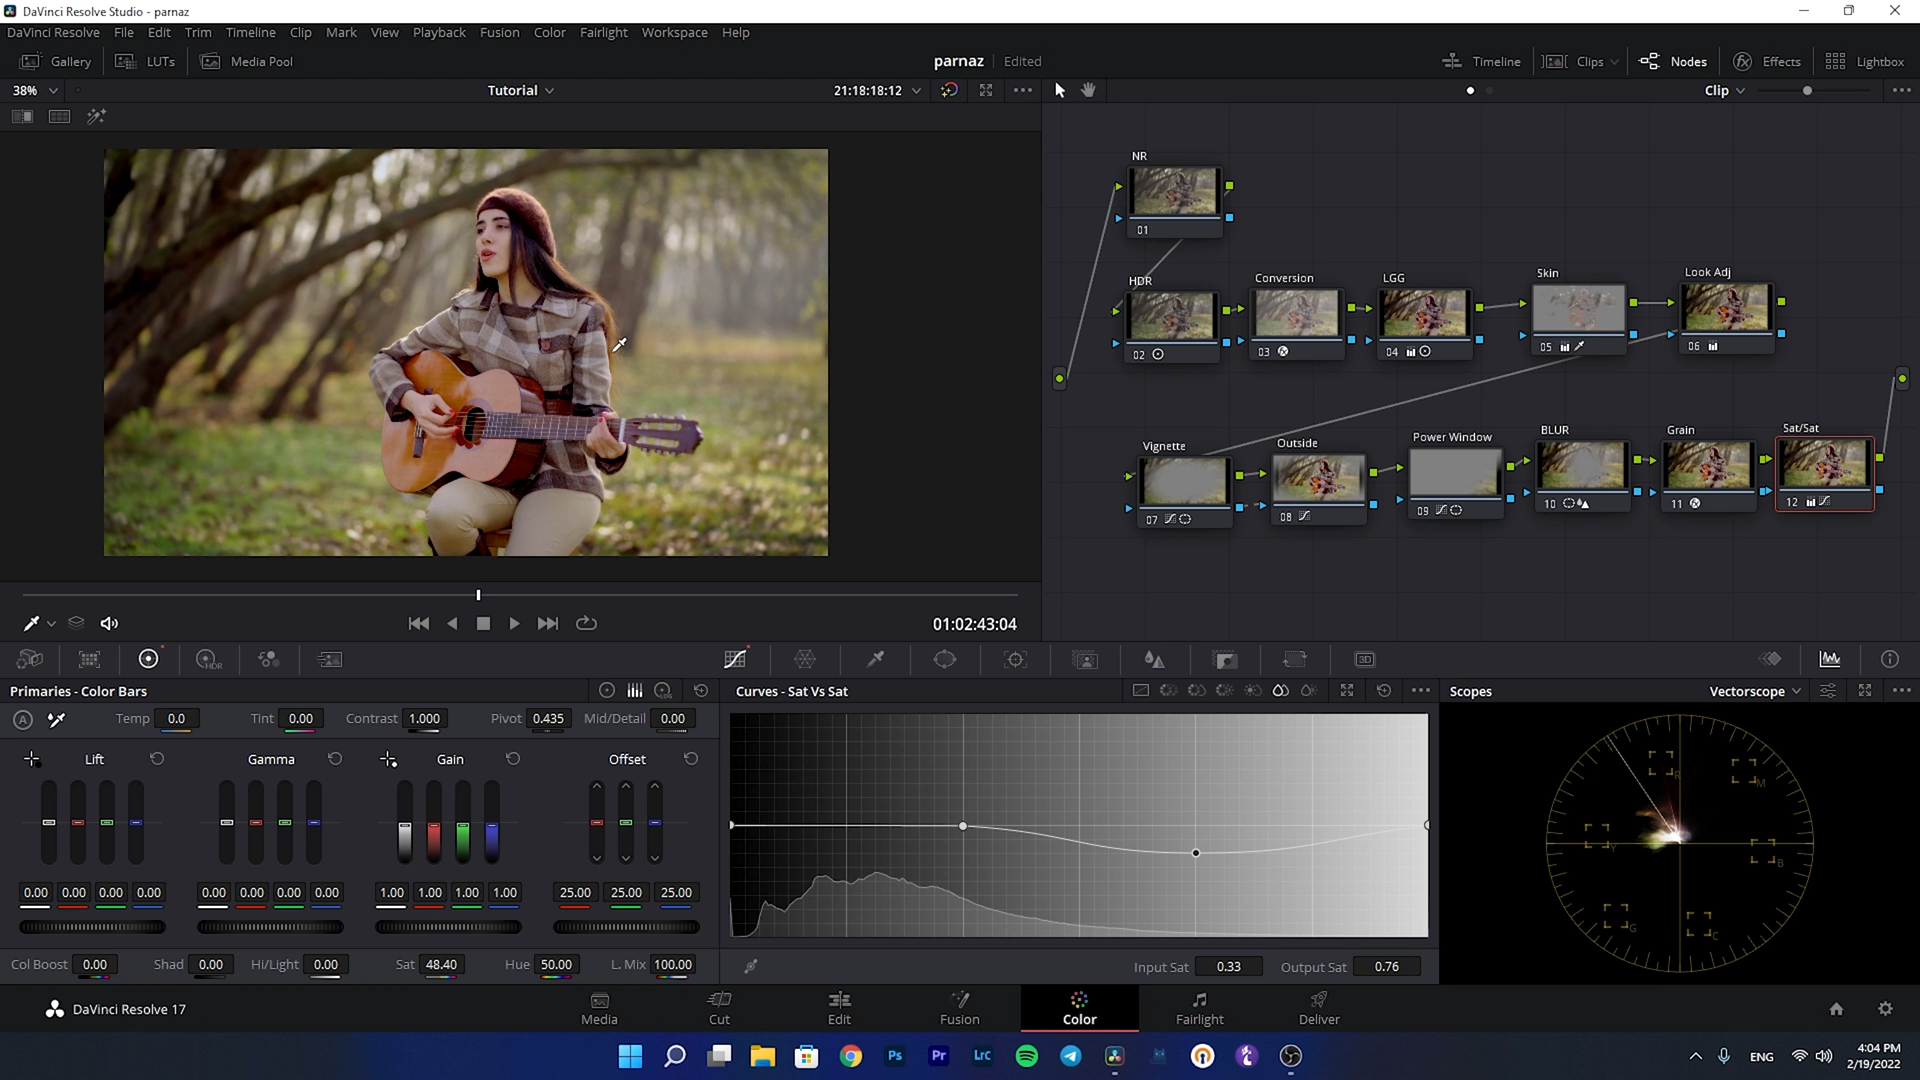 DaVinci Resolve Studio - parnaz
DaVinci Resolve File Edit Trim Timeline Clip Mark View Playback Fusion Color Fairlight Workspace Help
Gallery LUTs Media Pool parnaz Edited Timeline Clips Nodes Effects Lightbox
38% Tutorial 21:18:18:12 Clip
NR
01
HDR Conversion LGG Skin Look Adj
02 03 04 05 06
Vignette Outside Power Window BLUR Grain Sat/Sat
07 08 09 10 11 12
01:02:43:04
HDR 3D
Primaries - Color Bars Curves - Sat Vs Sat Scopes Vectorscope
LOG
A Temp 0.0 Tint 0.00 Contrast 1.000 Pivot 0.435 Mid/Detail 0.00
Lift Gamma Gain Offset
R M
Y B
G C
0.00 0.00 0.00 0.00 0.00 0.00 0.00 0.00 1.00 1.00 1.00 1.00 25.00 25.00 25.00
Col Boost 0.00 Shad 0.00 Hi/Light 0.00 Sat 48.40 Hue 50.00 L. Mix 100.00 Input Sat 0.33 Output Sat 0.76
DaVinci Resolve 17 Media Cut Edit Fusion Color Fairlight Deliver
Ps Pr LrC ENG 4:04 PM
2/19/2022